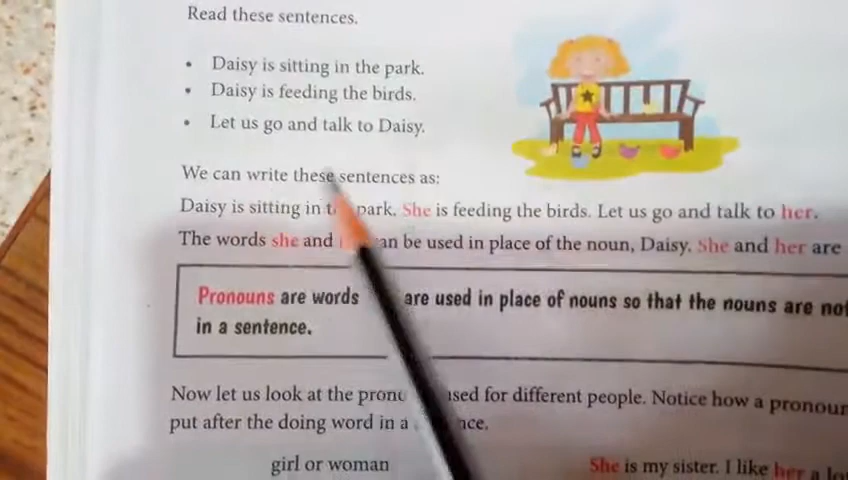 Read these sentences.
• Daisy is sitting in the park.
• Daisy is feeding the birds.
• Let us go and talk to Daisy.
We can write these sentences as:
Daisy is sitting in park. She is feeding the birds. Let us go and talk to her.
The words she and can be used in place of the noun, Daisy. She and her are
Pronouns are words are used in place of nouns so that the nouns are not
in a sentence.
Now let us look at the used for different people. Notice how a pronoun
put after the doing word in a
girl or woman
She is my sister. I like her a